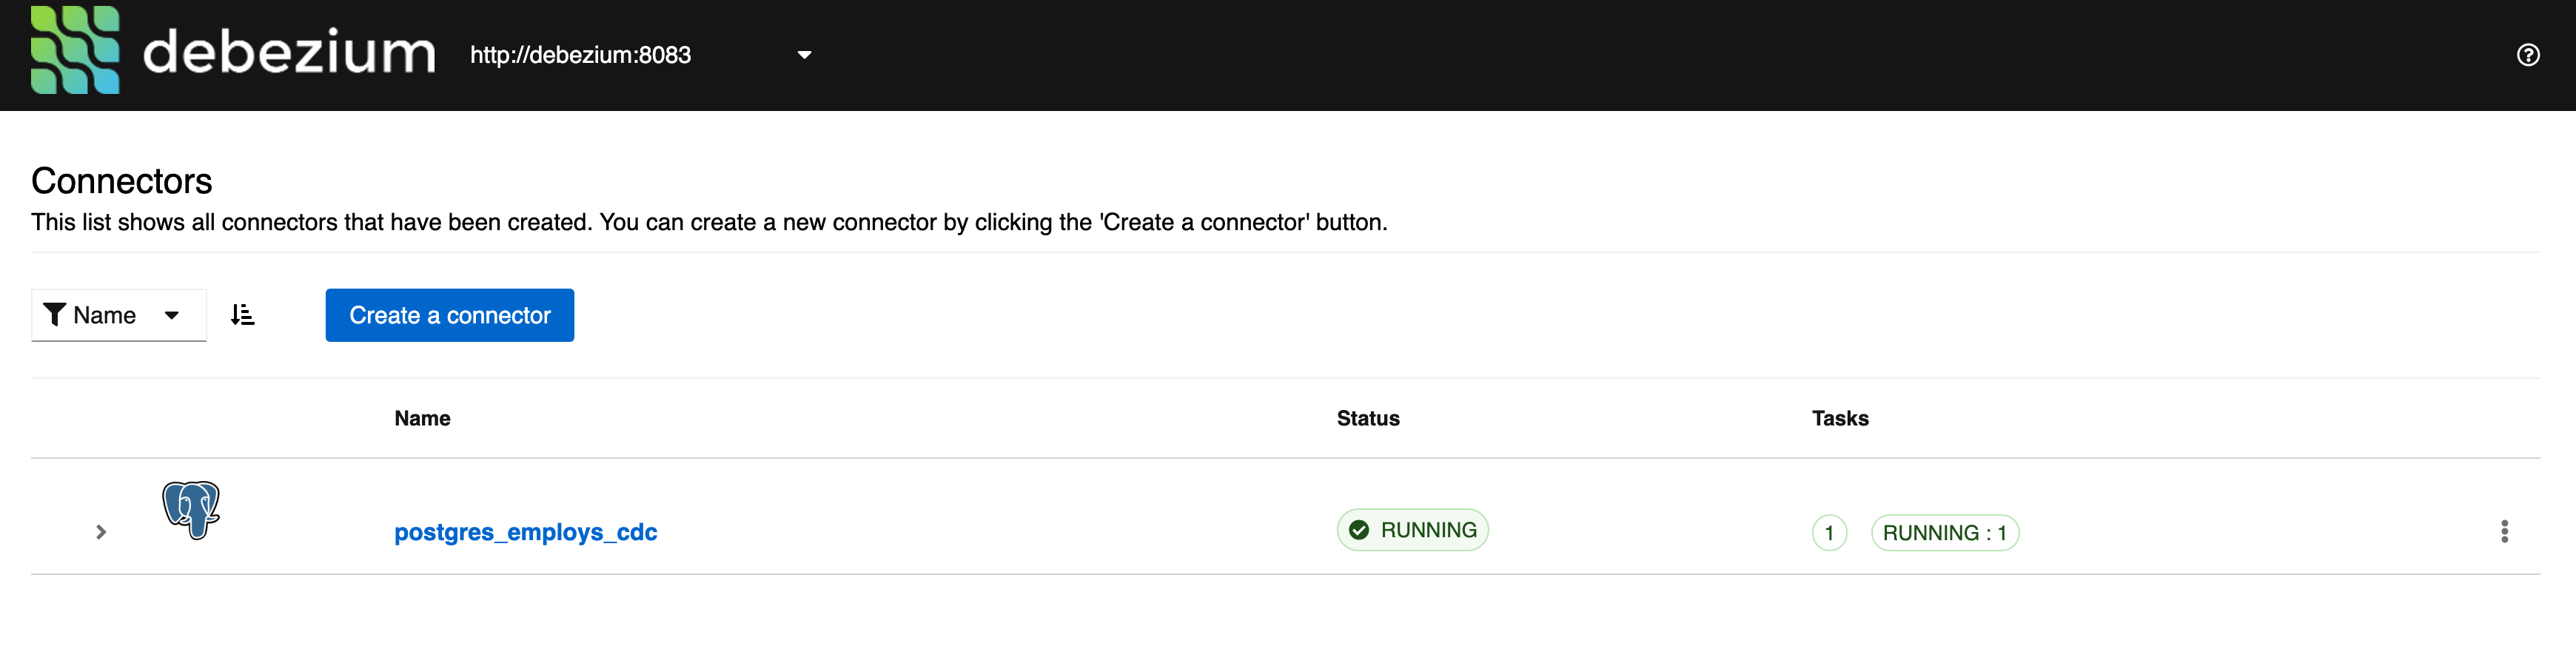 debezium http://debezium:8083
Connectors
This list shows all connectors that have been created. You can create a new connector by clicking the 'Create a connector' button.
Name Create a connector
Name Status Tasks
postgres_employs_cdc RUNNING 1 RUNNING : 1